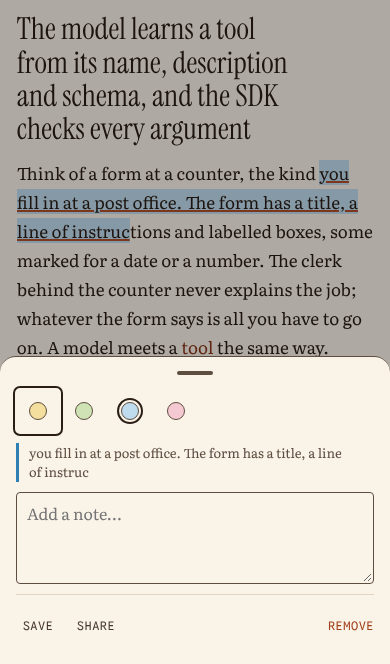 The model learns a tool
from its name, description
and schema, and the SDK
checks every argument
Think of a form at a counter, the kind you
fill in at a post office. The form has a title, a
line of instructions and labelled boxes, some
marked for a date or a number. The clerk
behind the counter never explains the job;
whatever the form says is all you have to go
on. A model meets a tool the same way.
you fill in at a post office. The form has a title, a line
of instruc
Add a note...
SAVE SHARE REMOVE